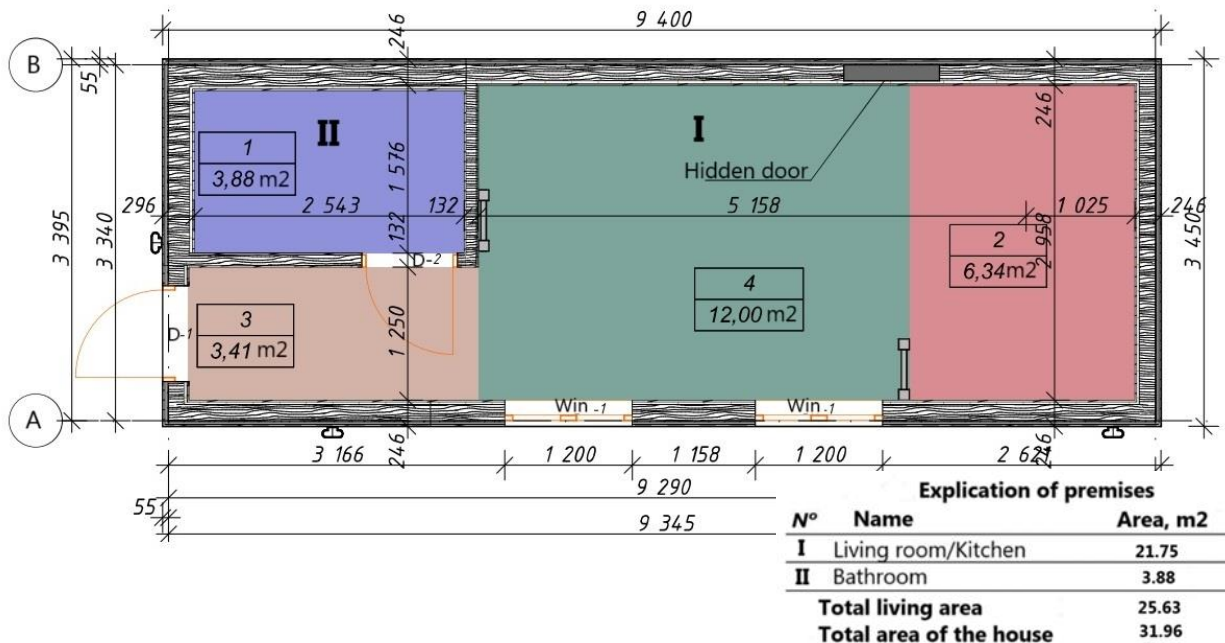 9 400
246
B
55
II
I
246
1
3,88 m2
Hidden door
1 576
296
2 543
132
5 158
1 025
246
3 395
3 340
132
2 958
3 450
2
6,34 m2
D-2
4
12,00 m2
3
3,41 m2
D-1
1 250
A
Win -1
Win -1
246
246
3 166
1 200
1 158
1 200
9 290
55
9 345
Explication of premises
Nº Name Area, m2
I Living room/Kitchen 21.75
II Bathroom 3.88
Total living area 25.63
Total area of the house 31.96